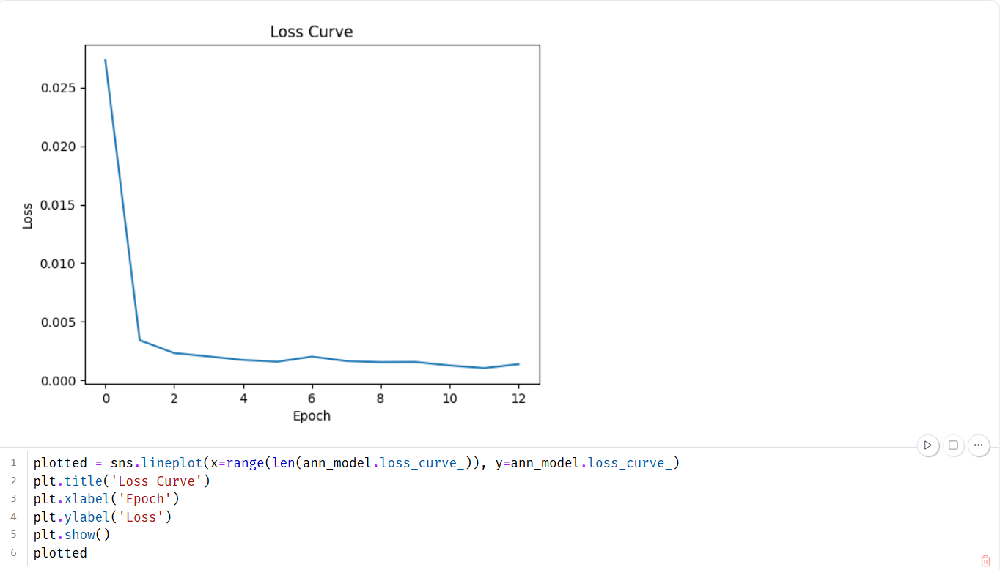 Loss Curve
0.025
0.020
0.015
0.010
0.005
0.000
Loss
0 2 4 6 8 10 12
Epoch
1 plotted = sns.lineplot(x=range(len(ann_model.loss_curve_)), y=ann_model.loss_curve_)
2 plt.title('Loss Curve')
3 plt.xlabel('Epoch')
4 plt.ylabel('Loss')
5 plt.show()
6 plotted